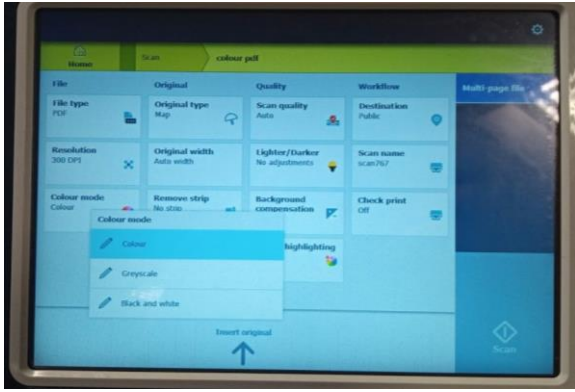 Home
Scan
colour pdf
File
Original
Quality
Workflow
Multi-page file
File type
PDF
Original type
Map
Scan quality
Auto
Destination
Public
Resolution
300 DPI
Original width
Auto width
Lighter/Darker
No adjustments
Scan name
scan767
Colour mode
Colour
Remove strip
No strip
Background
compensation
Check print
Off
Colour mode
Colour
Greyscale
Black and white
highlighting
Insert original
Scan